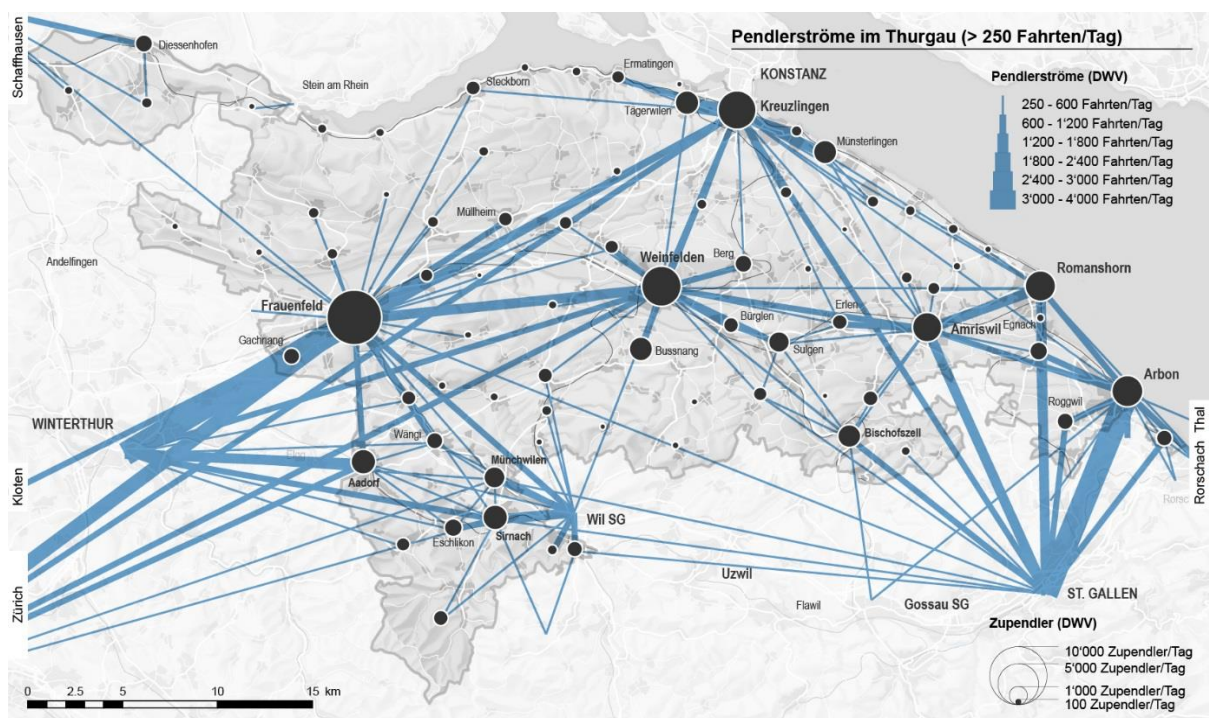 Pendlerströme im Thurgau (> 250 Fahrten/Tag)
Pendlerströme (DWV)
250 - 600 Fahrten/Tag
600 - 1'200 Fahrten/Tag
1'200 - 1'800 Fahrten/Tag
1'800 - 2'400 Fahrten/Tag
2'400 - 3'000 Fahrten/Tag
3'000 - 4'000 Fahrten/Tag
Schaffhausen
Diessenhofen
Stein am Rhein
Steckborn
Ermatingen
KONSTANZ
Tägerwilen
Kreuzlingen
Münsterlingen
Müllheim
Andelfingen
Weinfelden
Berg
Romanshorn
Frauenfeld
Gachnang
Bürglen
Erlen
Egnach
Amriswil
Sulgen
Bussnang
Arbon
Roggwil
WINTERTHUR
Wängi
Elgg
Bischofszell
Thal
Rorschach
Kloten
Aadorf
Münchwilen
Eschlikon
Sirnach
Wil SG
Rorsc
Uzwil
Flawil
Gossau SG
ST. GALLEN
Zürich
Zupendler (DWV)
10'000 Zupendler/Tag
5'000 Zupendler/Tag
1'000 Zupendler/Tag
100 Zupendler/Tag
0 2.5 5 10 15 km